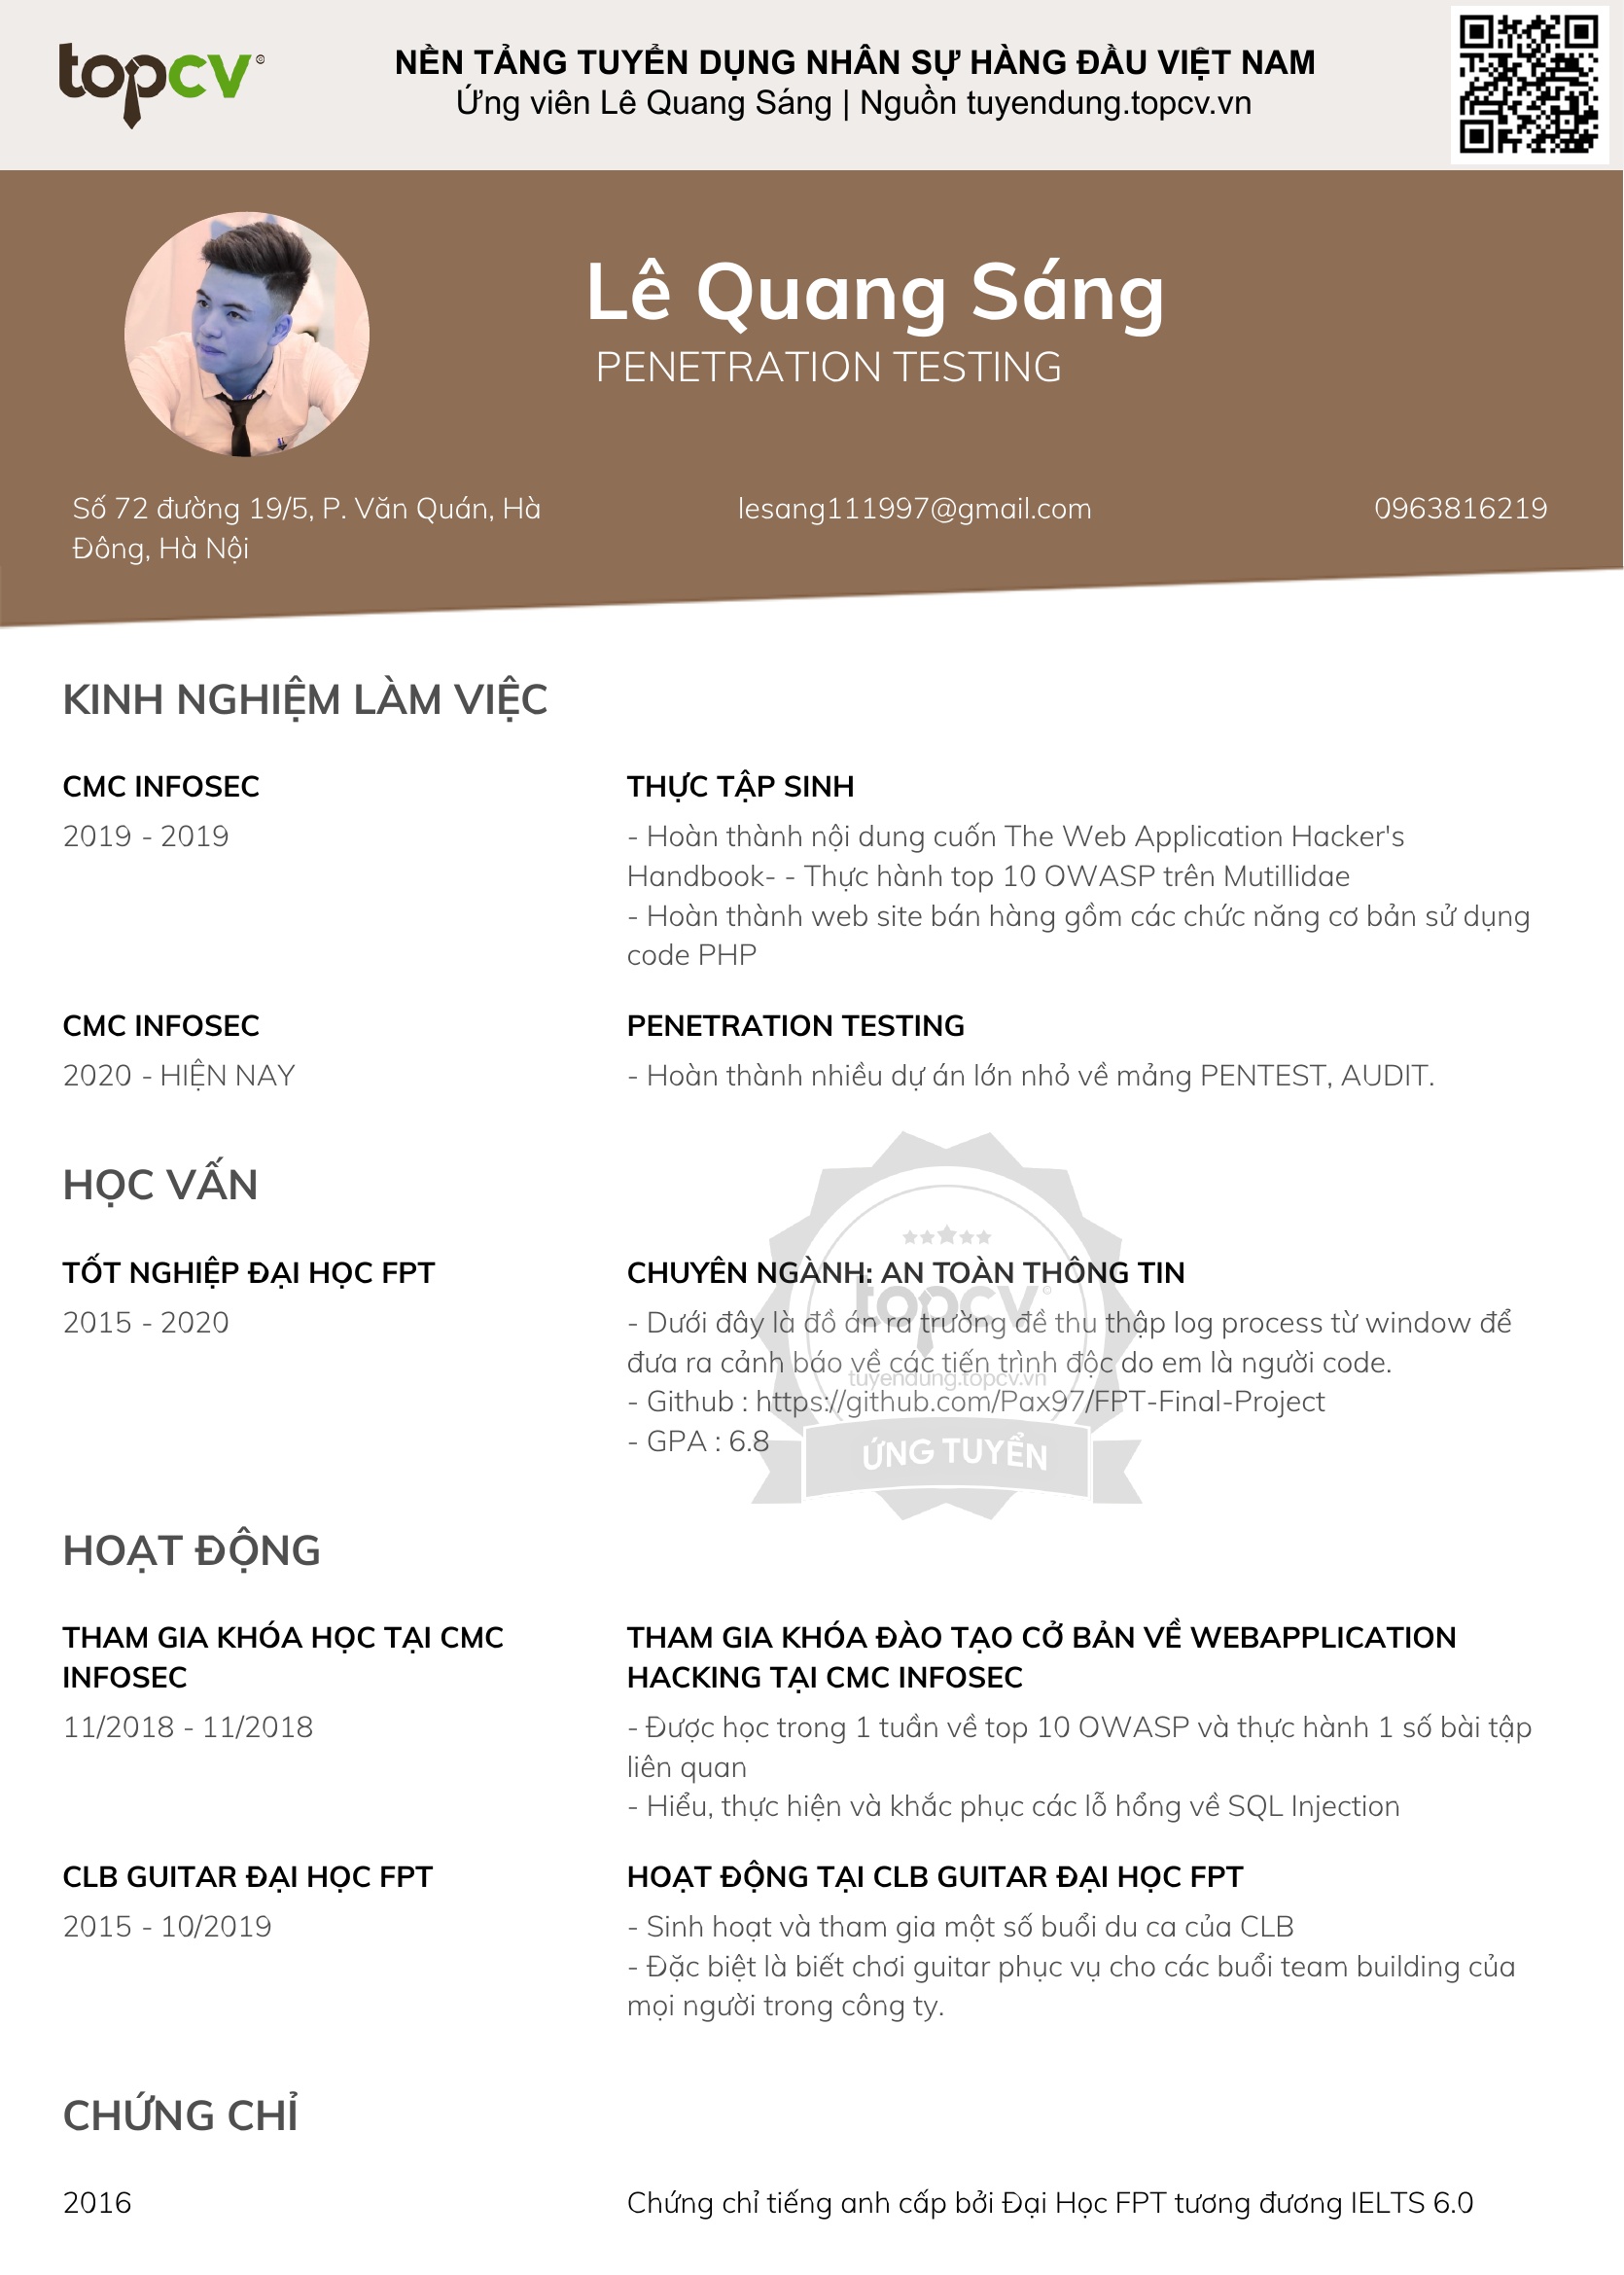 topcv
NỀN TẢNG TUYỂN DỤNG NHÂN SỰ HÀNG ĐẦU VIỆT NAM
Ứng viên Lê Quang Sáng | Nguồn tuyendung.topcv.vn
Lê Quang Sáng
PENETRATION TESTING
Số 72 đường 19/5, P. Văn Quán, Hà
Đông, Hà Nội
lesang111997@gmail.com
0963816219
KINH NGHIỆM LÀM VIỆC
CMC INFOSEC
2019 - 2019
THỰC TẬP SINH
- Hoàn thành nội dung cuốn The Web Application Hacker's
Handbook- - Thực hành top 10 OWASP trên Mutillidae
- Hoàn thành web site bán hàng gồm các chức năng cơ bản sử dụng
code PHP
CMC INFOSEC
2020 - HIỆN NAY
PENETRATION TESTING
- Hoàn thành nhiều dự án lớn nhỏ về mảng PENTEST, AUDIT.
HỌC VẤN
TỐT NGHIỆP ĐẠI HỌC FPT
2015 - 2020
CHUYÊN NGÀNH: AN TOÀN THÔNG TIN
- Dưới đây là đồ án ra trường đề thu thập log process từ window để
đưa ra cảnh báo về các tiến trình độc do em là người code.
- Github : https://github.com/Pax97/FPT-Final-Project
- GPA : 6.8
topcv
tuyendung.topcv.vn
ỨNG TUYỂN
HOẠT ĐỘNG
THAM GIA KHÓA HỌC TẠI CMC
INFOSEC
11/2018 - 11/2018
THAM GIA KHÓA ĐÀO TẠO CỞ BẢN VỀ WEBAPPLICATION
HACKING TẠI CMC INFOSEC
- Được học trong 1 tuần về top 10 OWASP và thực hành 1 số bài tập
liên quan
- Hiểu, thực hiện và khắc phục các lỗ hổng về SQL Injection
CLB GUITAR ĐẠI HỌC FPT
2015 - 10/2019
HOẠT ĐỘNG TẠI CLB GUITAR ĐẠI HỌC FPT
- Sinh hoạt và tham gia một số buổi du ca của CLB
- Đặc biệt là biết chơi guitar phục vụ cho các buổi team building của
mọi người trong công ty.
CHỨNG CHỈ
2016
Chứng chỉ tiếng anh cấp bởi Đại Học FPT tương đương IELTS 6.0